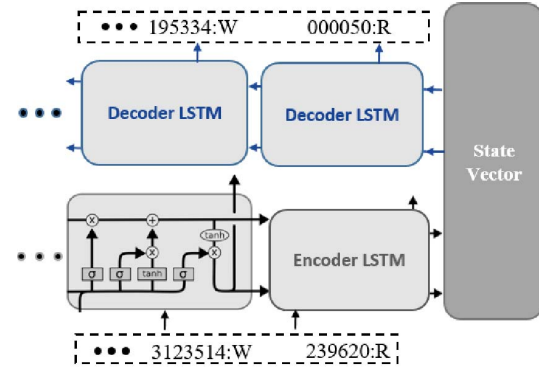 ••• 195334:W 000050:R
Decoder LSTM
Decoder LSTM
State
Vector
x
+
tanh
x
x
σ
σ
tanh
σ
Encoder LSTM
••• 3123514:W 239620:R